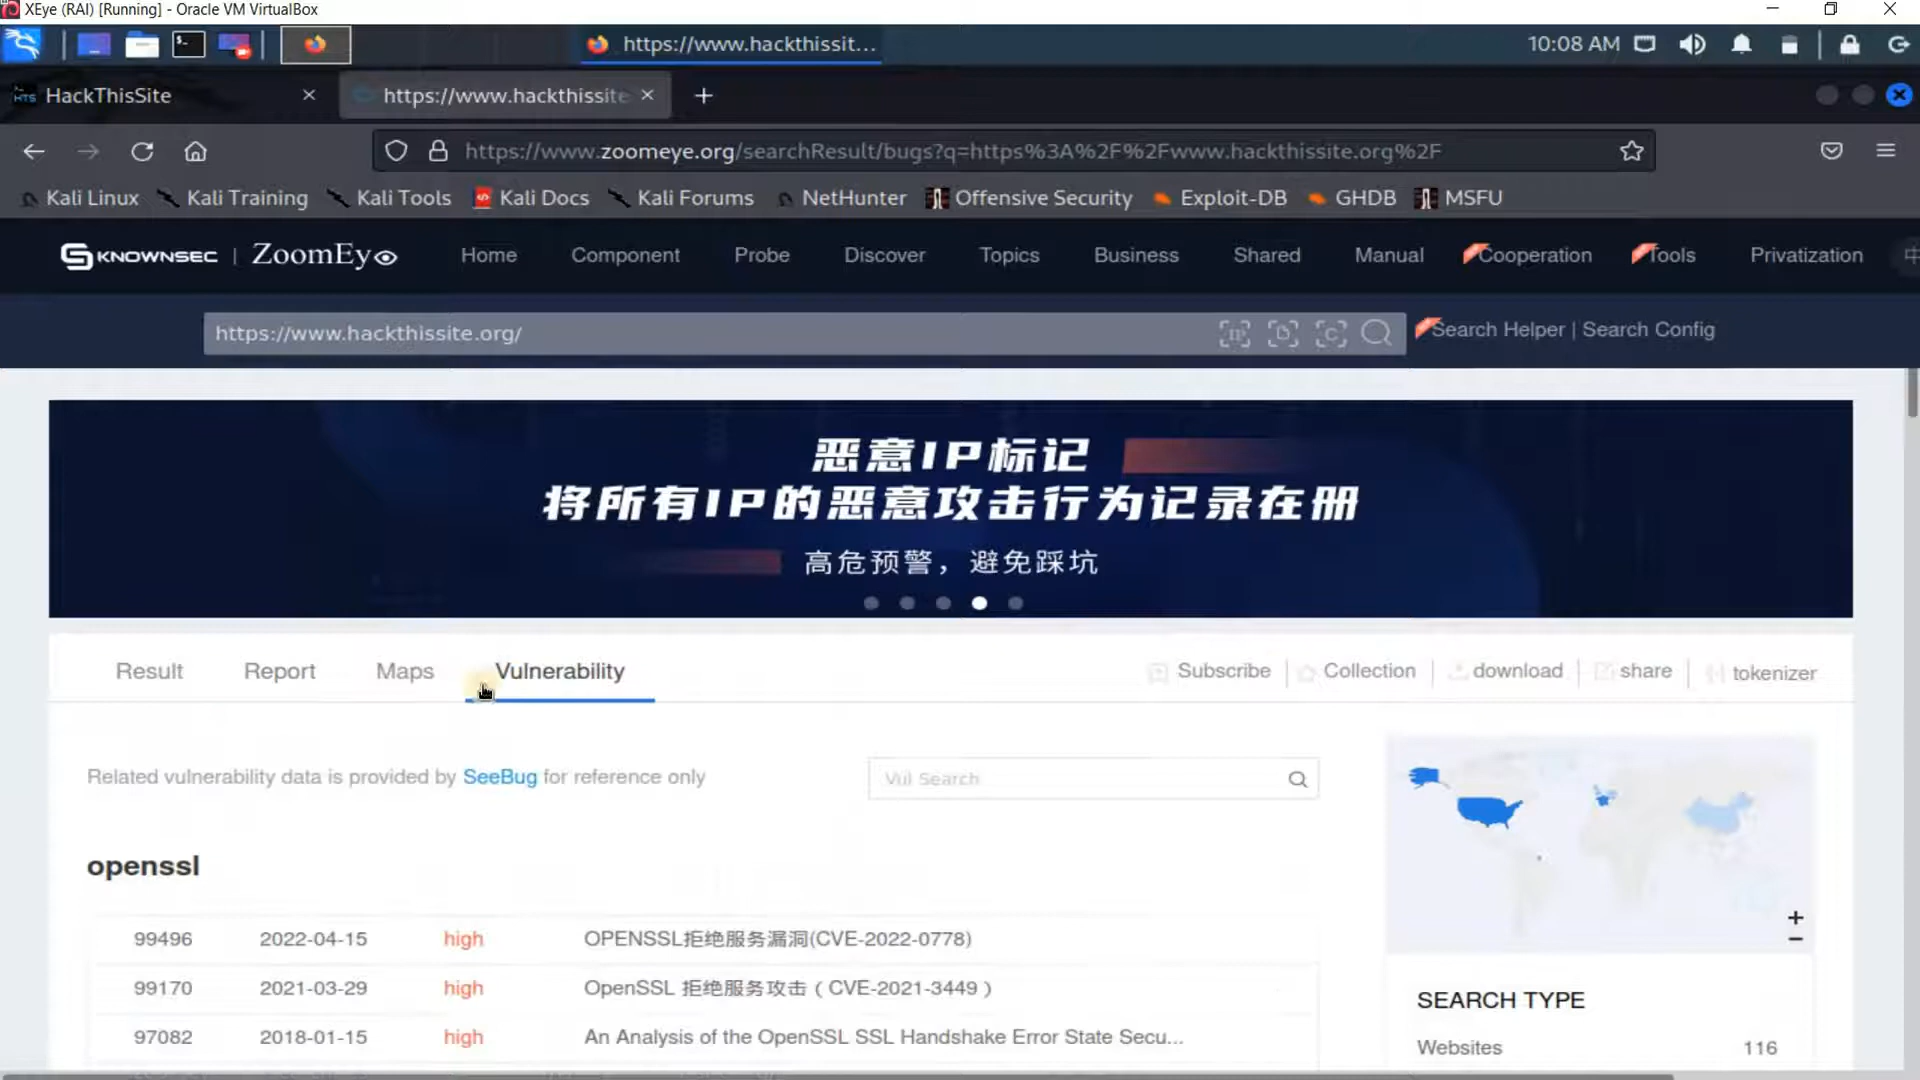 XEye (RAI) [Running] - Oracle VM VirtualBox
https://www.hackthissit...
10:08 AM
HTS HackThisSite
https://www.hackthissite
https://www.zoomeye.org/searchResult/bugs?q=https%3A%2F%2Fwww.hackthissite.org%2F
Kali Linux Kali Training Kali Tools Kali Docs Kali Forums NetHunter Offensive Security Exploit-DB GHDB MSFU
KNOWNSEC | ZoomEye Home Component Probe Discover Topics Business Shared Manual Cooperation Tools Privatization 中
https://www.hackthissite.org/ IP D C Search Helper | Search Config
恶意IP标记
将所有IP的恶意攻击行为记录在册
高危预警，避免踩坑
Result Report Maps Vulnerability Subscribe Collection download share tokenizer
Related vulnerability data is provided by SeeBug for reference only
Vul Search
openssl
99496 2022-04-15 high OPENSSL拒绝服务漏洞(CVE-2022-0778)
99170 2021-03-29 high OpenSSL 拒绝服务攻击（CVE-2021-3449）
97082 2018-01-15 high An Analysis of the OpenSSL SSL Handshake Error State Secu...
+
−
SEARCH TYPE
Websites 116